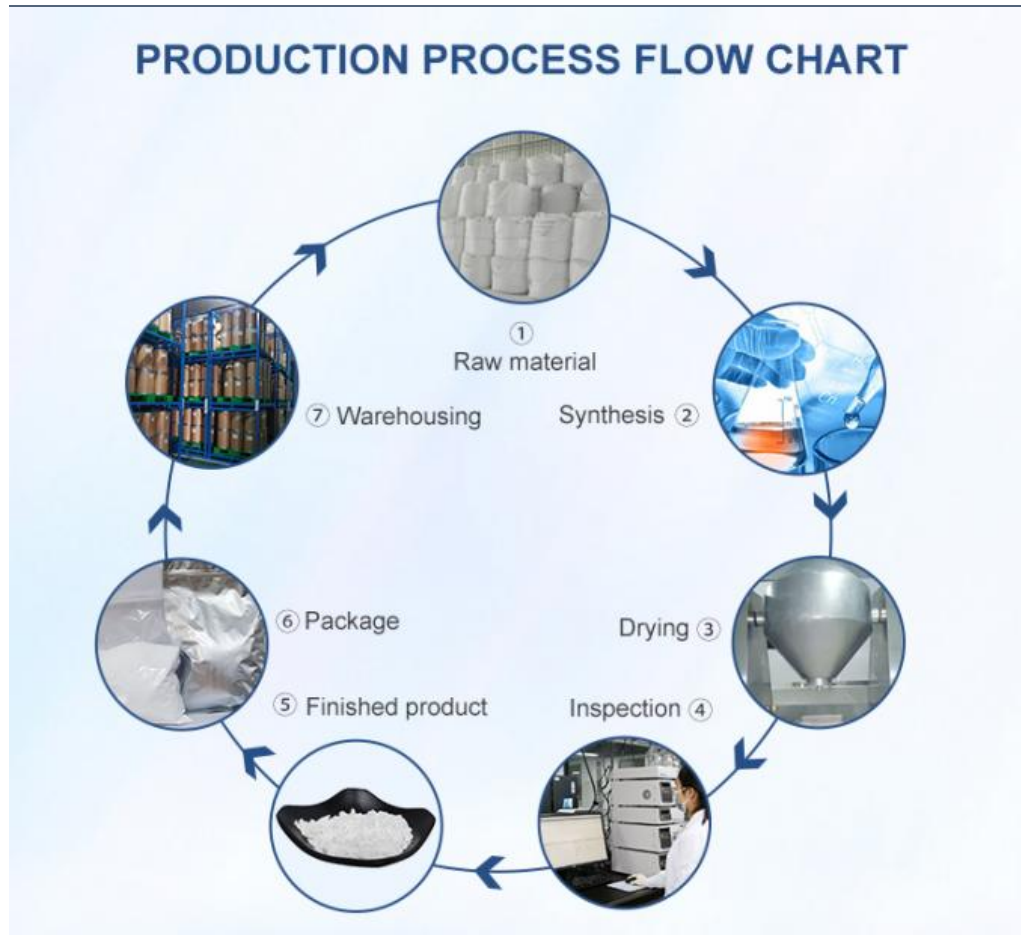 PRODUCTION PROCESS FLOW CHART
① Raw material
Synthesis ②
Drying ③
Inspection ④
⑤ Finished product
⑥ Package
⑦ Warehousing